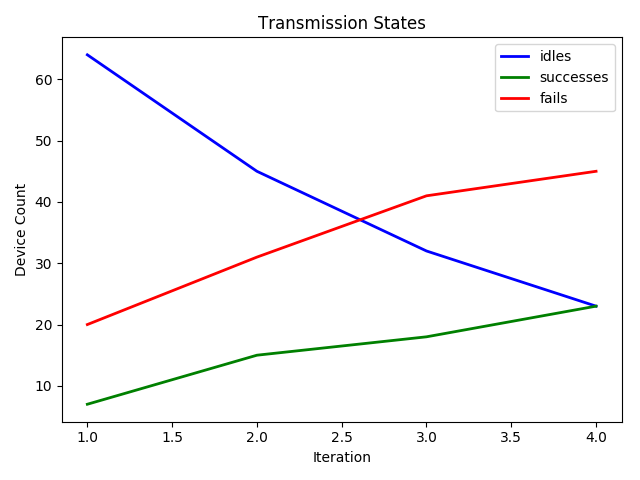 Transmission States
idles
successes
fails
Device Count
60
50
40
30
20
10
1.0 1.5 2.0 2.5 3.0 3.5 4.0
Iteration